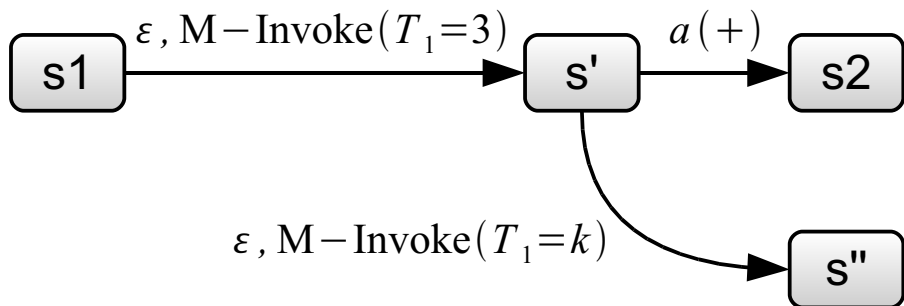 ε , M−Invoke(T₁=3) a(+)
s1 s' s2
ε , M−Invoke(T₁=k)
s"